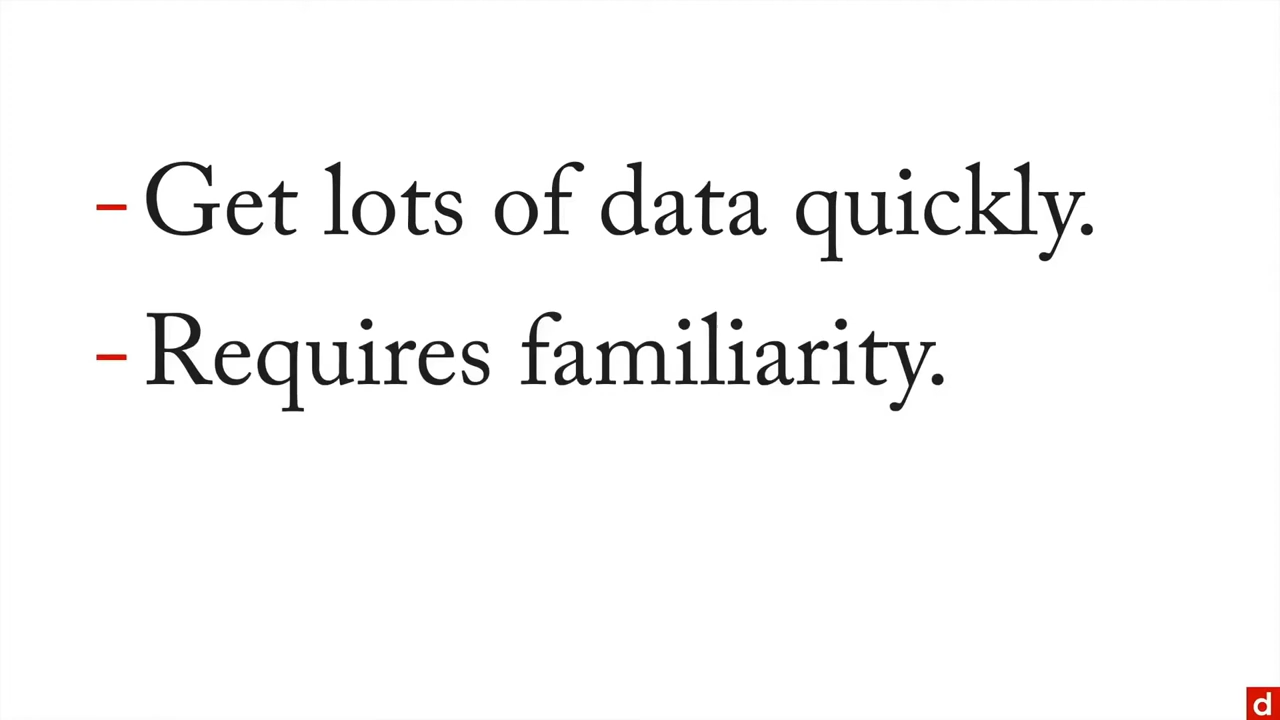 - Get lots of data quickly.
- Requires familiarity.
d